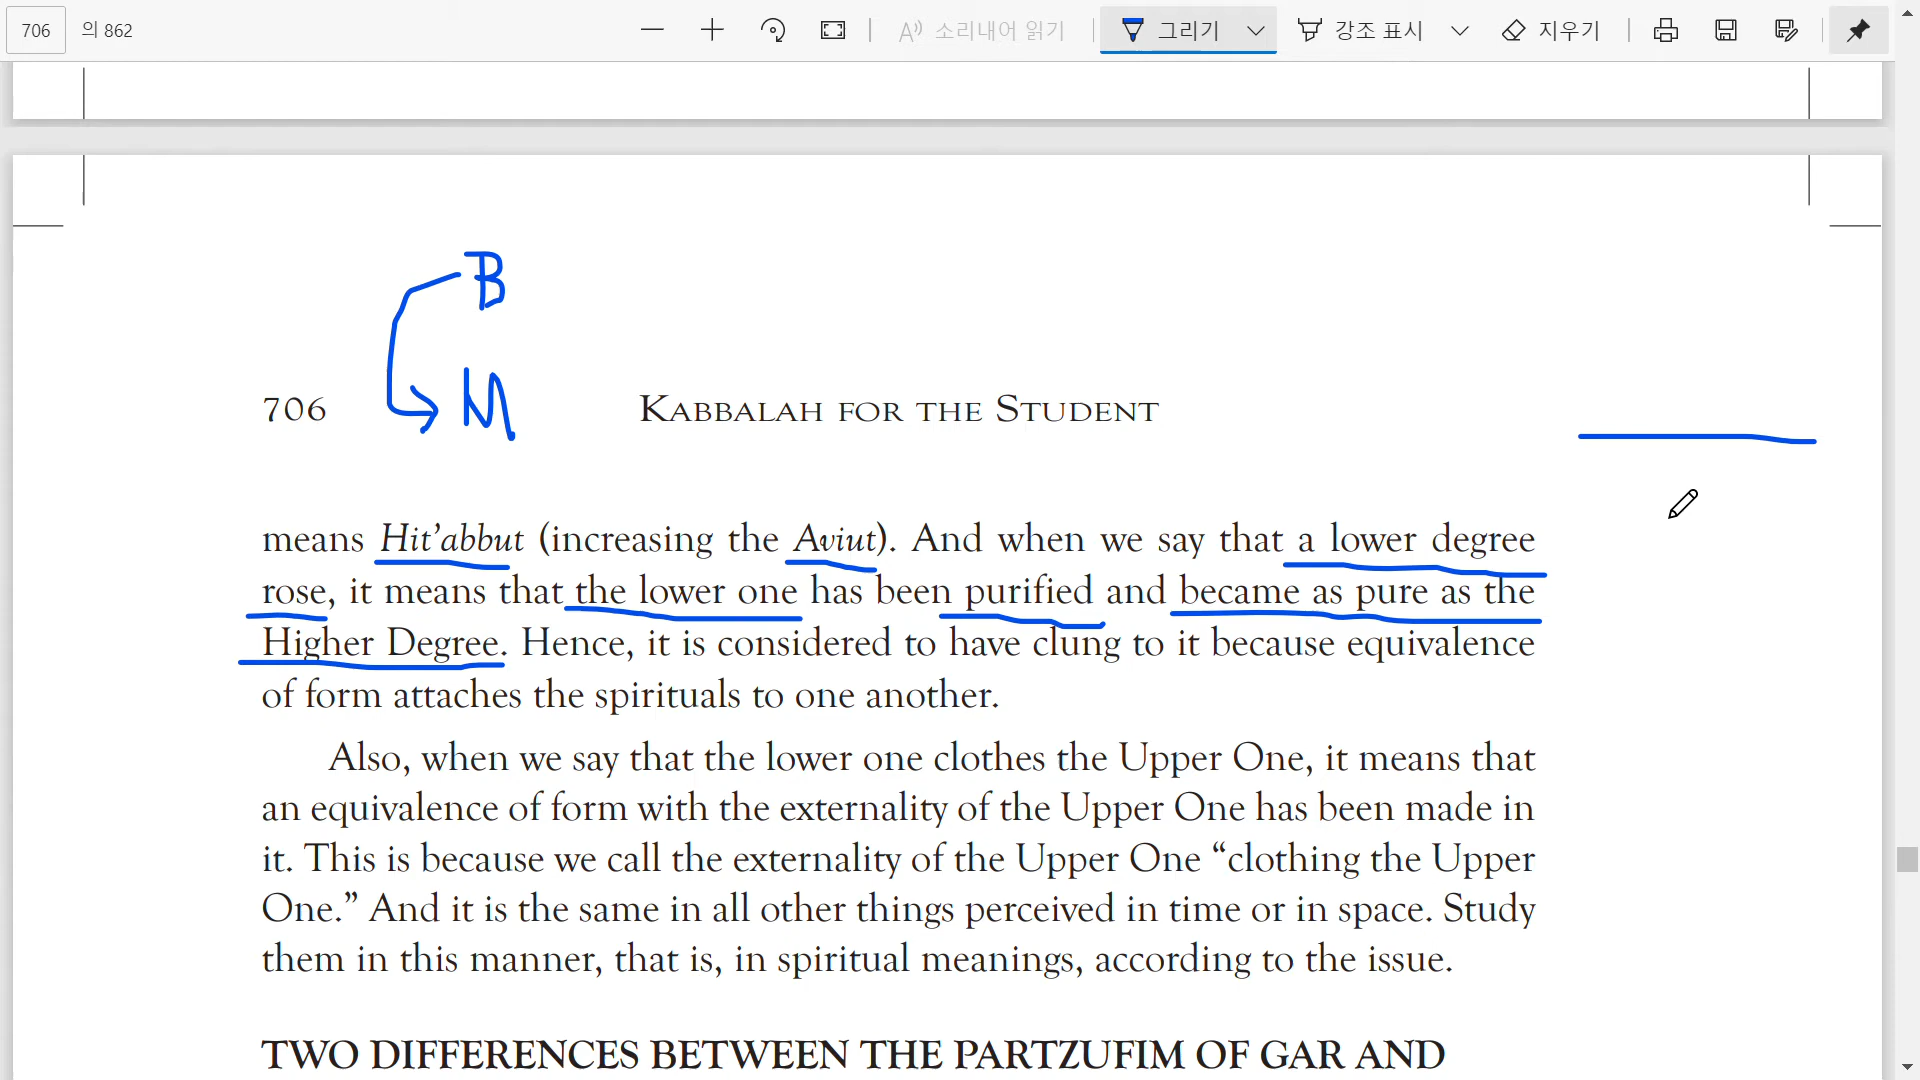 706 의 862 소리내어 읽기 그리기 강조 표시 지우기
B
M
706 KABBALAH FOR THE STUDENT
means Hit’abbut (increasing the Aviut). And when we say that a lower degree
rose, it means that the lower one has been purified and became as pure as the
Higher Degree. Hence, it is considered to have clung to it because equivalence
of form attaches the spirituals to one another.
Also, when we say that the lower one clothes the Upper One, it means that
an equivalence of form with the externality of the Upper One has been made in
it. This is because we call the externality of the Upper One “clothing the Upper
One.” And it is the same in all other things perceived in time or in space. Study
them in this manner, that is, in spiritual meanings, according to the issue.
TWO DIFFERENCES BETWEEN THE PARTZUFIM OF GAR AND